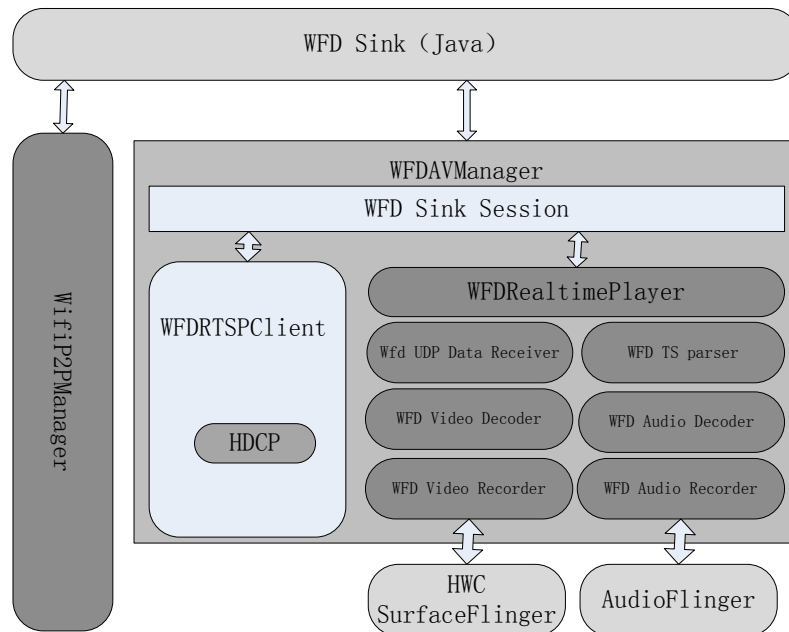 WFD Sink（Java）
WifiP2PManager
WFDAVManager
WFD Sink Session
WFDRTSPClient
HDCP
WFDRealtimePlayer
Wfd UDP Data Receiver
WFD TS parser
WFD Video Decoder
WFD Audio Decoder
WFD Video Recorder
WFD Audio Recorder
HWC
SurfaceFlinger
AudioFlinger